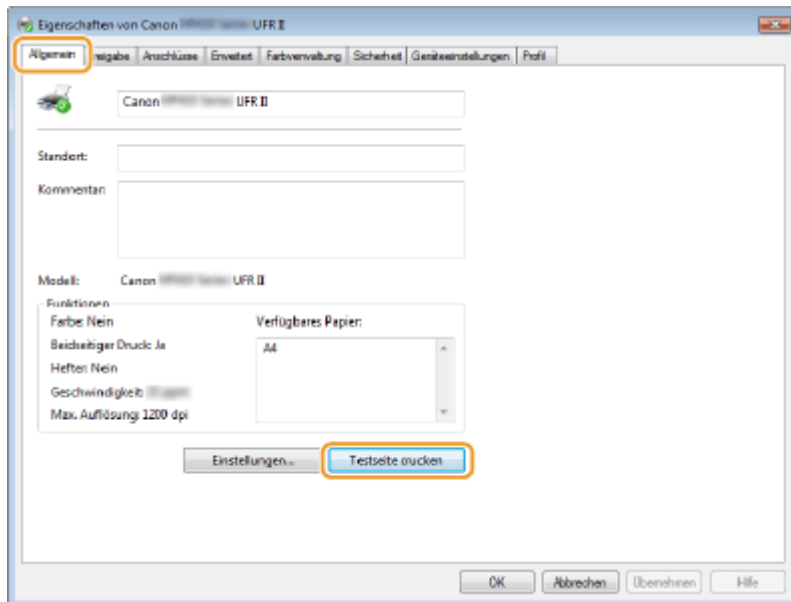 Eigenschaften von Canon UFR II
Allgemein Freigabe Anschlüsse Erweitert Farbverwaltung Sicherheit Geräteeinstellungen Profil
Canon UFR II
Standort:
Kommentar:
Modell: Canon UFR II
Funktionen
Farbe: Nein
Verfügbares Papier:
Beidseitiger Druck: Ja
A4
Hefter: Nein
Geschwindigkeit:
Max. Auflösung: 1200 dpi
Einstellungen... Testseite drucken
OK Abbrechen Übernehmen Hilfe